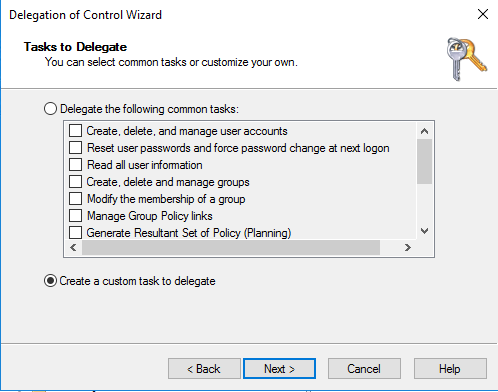 Delegation of Control Wizard
Tasks to Delegate
You can select common tasks or customize your own.
Delegate the following common tasks:
Create, delete, and manage user accounts
Reset user passwords and force password change at next logon
Read all user information
Create, delete and manage groups
Modify the membership of a group
Manage Group Policy links
Generate Resultant Set of Policy (Planning)
Create a custom task to delegate
< Back
Next >
Cancel
Help